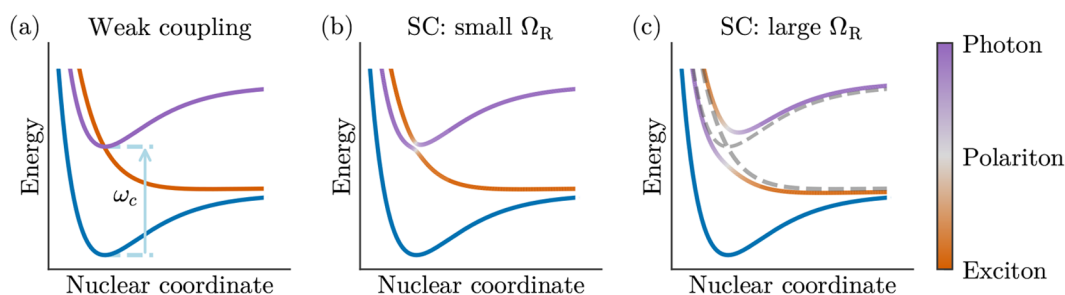 (a) Weak coupling
Energy
ω_c
Nuclear coordinate
(b) SC: small Ω_R
Energy
Nuclear coordinate
(c) SC: large Ω_R
Energy
Nuclear coordinate
Photon
Polariton
Exciton